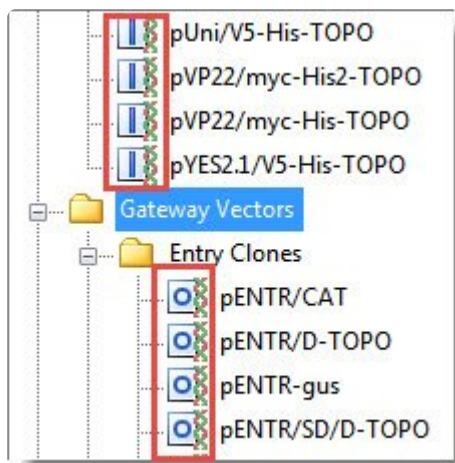 pUni/V5-His-TOPO
pVP22/myc-His2-TOPO
pVP22/myc-His-TOPO
pYES2.1/V5-His-TOPO
Gateway Vectors
Entry Clones
pENTR/CAT
pENTR/D-TOPO
pENTR-gus
pENTR/SD/D-TOPO